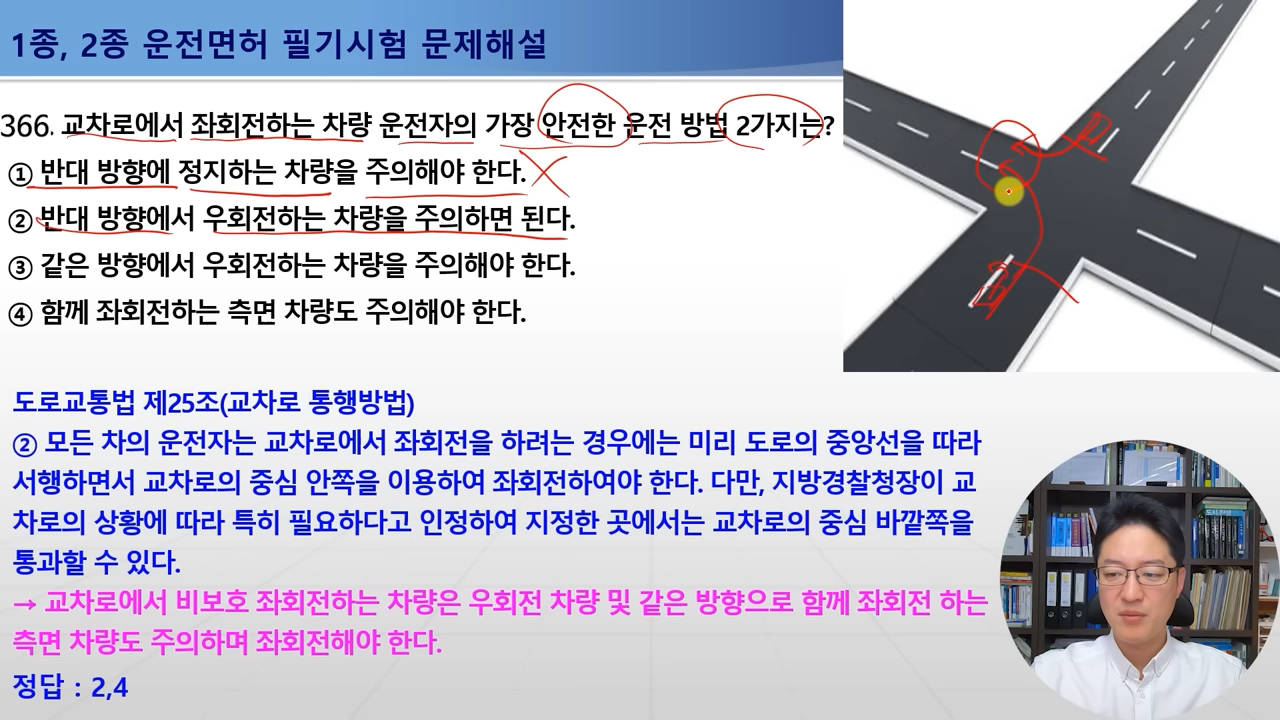 1종, 2종 운전면허 필기시험 문제해설
366. 교차로에서 좌회전하는 차량 운전자의 가장 안전한 운전 방법 2가지는?
① 반대 방향에 정지하는 차량을 주의해야 한다.
② 반대 방향에서 우회전하는 차량을 주의하면 된다.
③ 같은 방향에서 우회전하는 차량을 주의해야 한다.
④ 함께 좌회전하는 측면 차량도 주의해야 한다.
도로교통법 제25조(교차로 통행방법)
② 모든 차의 운전자는 교차로에서 좌회전을 하려는 경우에는 미리 도로의 중앙선을 따라
서행하면서 교차로의 중심 안쪽을 이용하여 좌회전하여야 한다. 다만, 지방경찰청장이 교
차로의 상황에 따라 특히 필요하다고 인정하여 지정한 곳에서는 교차로의 중심 바깥쪽을
통과할 수 있다.
→ 교차로에서 비보호 좌회전하는 차량은 우회전 차량 및 같은 방향으로 함께 좌회전 하는
측면 차량도 주의하며 좌회전해야 한다.
정답 : 2,4